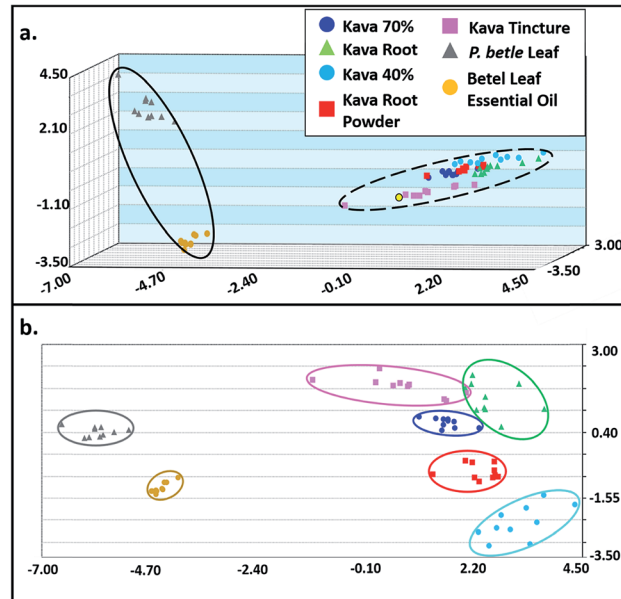 a.
Kava 70%
Kava Root
Kava 40%
Kava Root
Powder
Kava Tincture
P. betle Leaf
Betel Leaf
Essential Oil
4.50
2.10
-1.10
-3.50
-7.00
-4.70
-2.40
-0.10
2.20
4.50
3.00
-3.50
b.
3.00
0.40
-1.55
-3.50
-7.00
-4.70
-2.40
-0.10
2.20
4.50